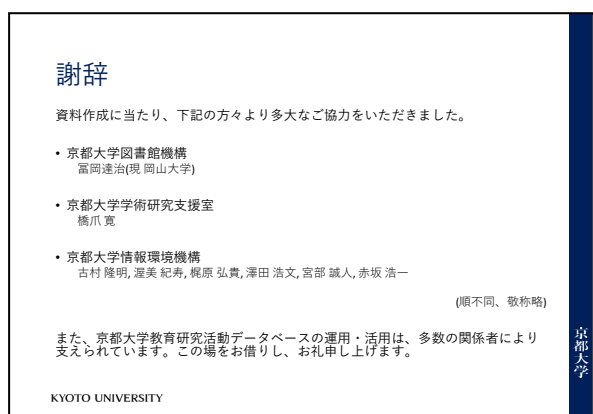 謝辞
資料作成に当たり、下記の方々より多大なご協力をいただきました。
• 京都大学図書館機構
冨岡達治(現 岡山大学)
• 京都大学学術研究支援室
橋爪 寛
• 京都大学情報環境機構
古村 隆明, 渥美 紀寿, 梶原 弘貴, 澤田 浩文, 宮部 誠人, 赤坂 浩一
(順不同、敬称略)
また、京都大学教育研究活動データベースの運用・活用は、多数の関係者により
支えられています。この場をお借りし、お礼申し上げます。
KYOTO UNIVERSITY
京都大学